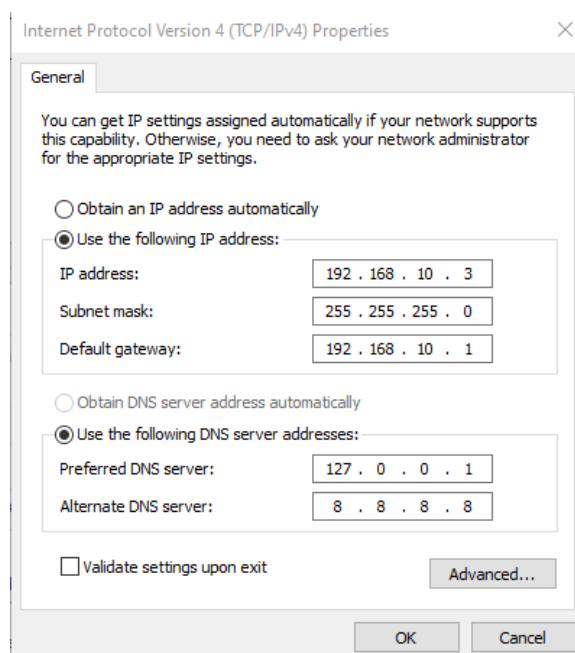 Internet Protocol Version 4 (TCP/IPv4) Properties
General
You can get IP settings assigned automatically if your network supports
this capability. Otherwise, you need to ask your network administrator
for the appropriate IP settings.
Obtain an IP address automatically
Use the following IP address:
IP address: 192 . 168 . 10 . 3
Subnet mask: 255 . 255 . 255 . 0
Default gateway: 192 . 168 . 10 . 1
Obtain DNS server address automatically
Use the following DNS server addresses:
Preferred DNS server: 127 . 0 . 0 . 1
Alternate DNS server: 8 . 8 . 8 . 8
Validate settings upon exit
Advanced...
OK Cancel